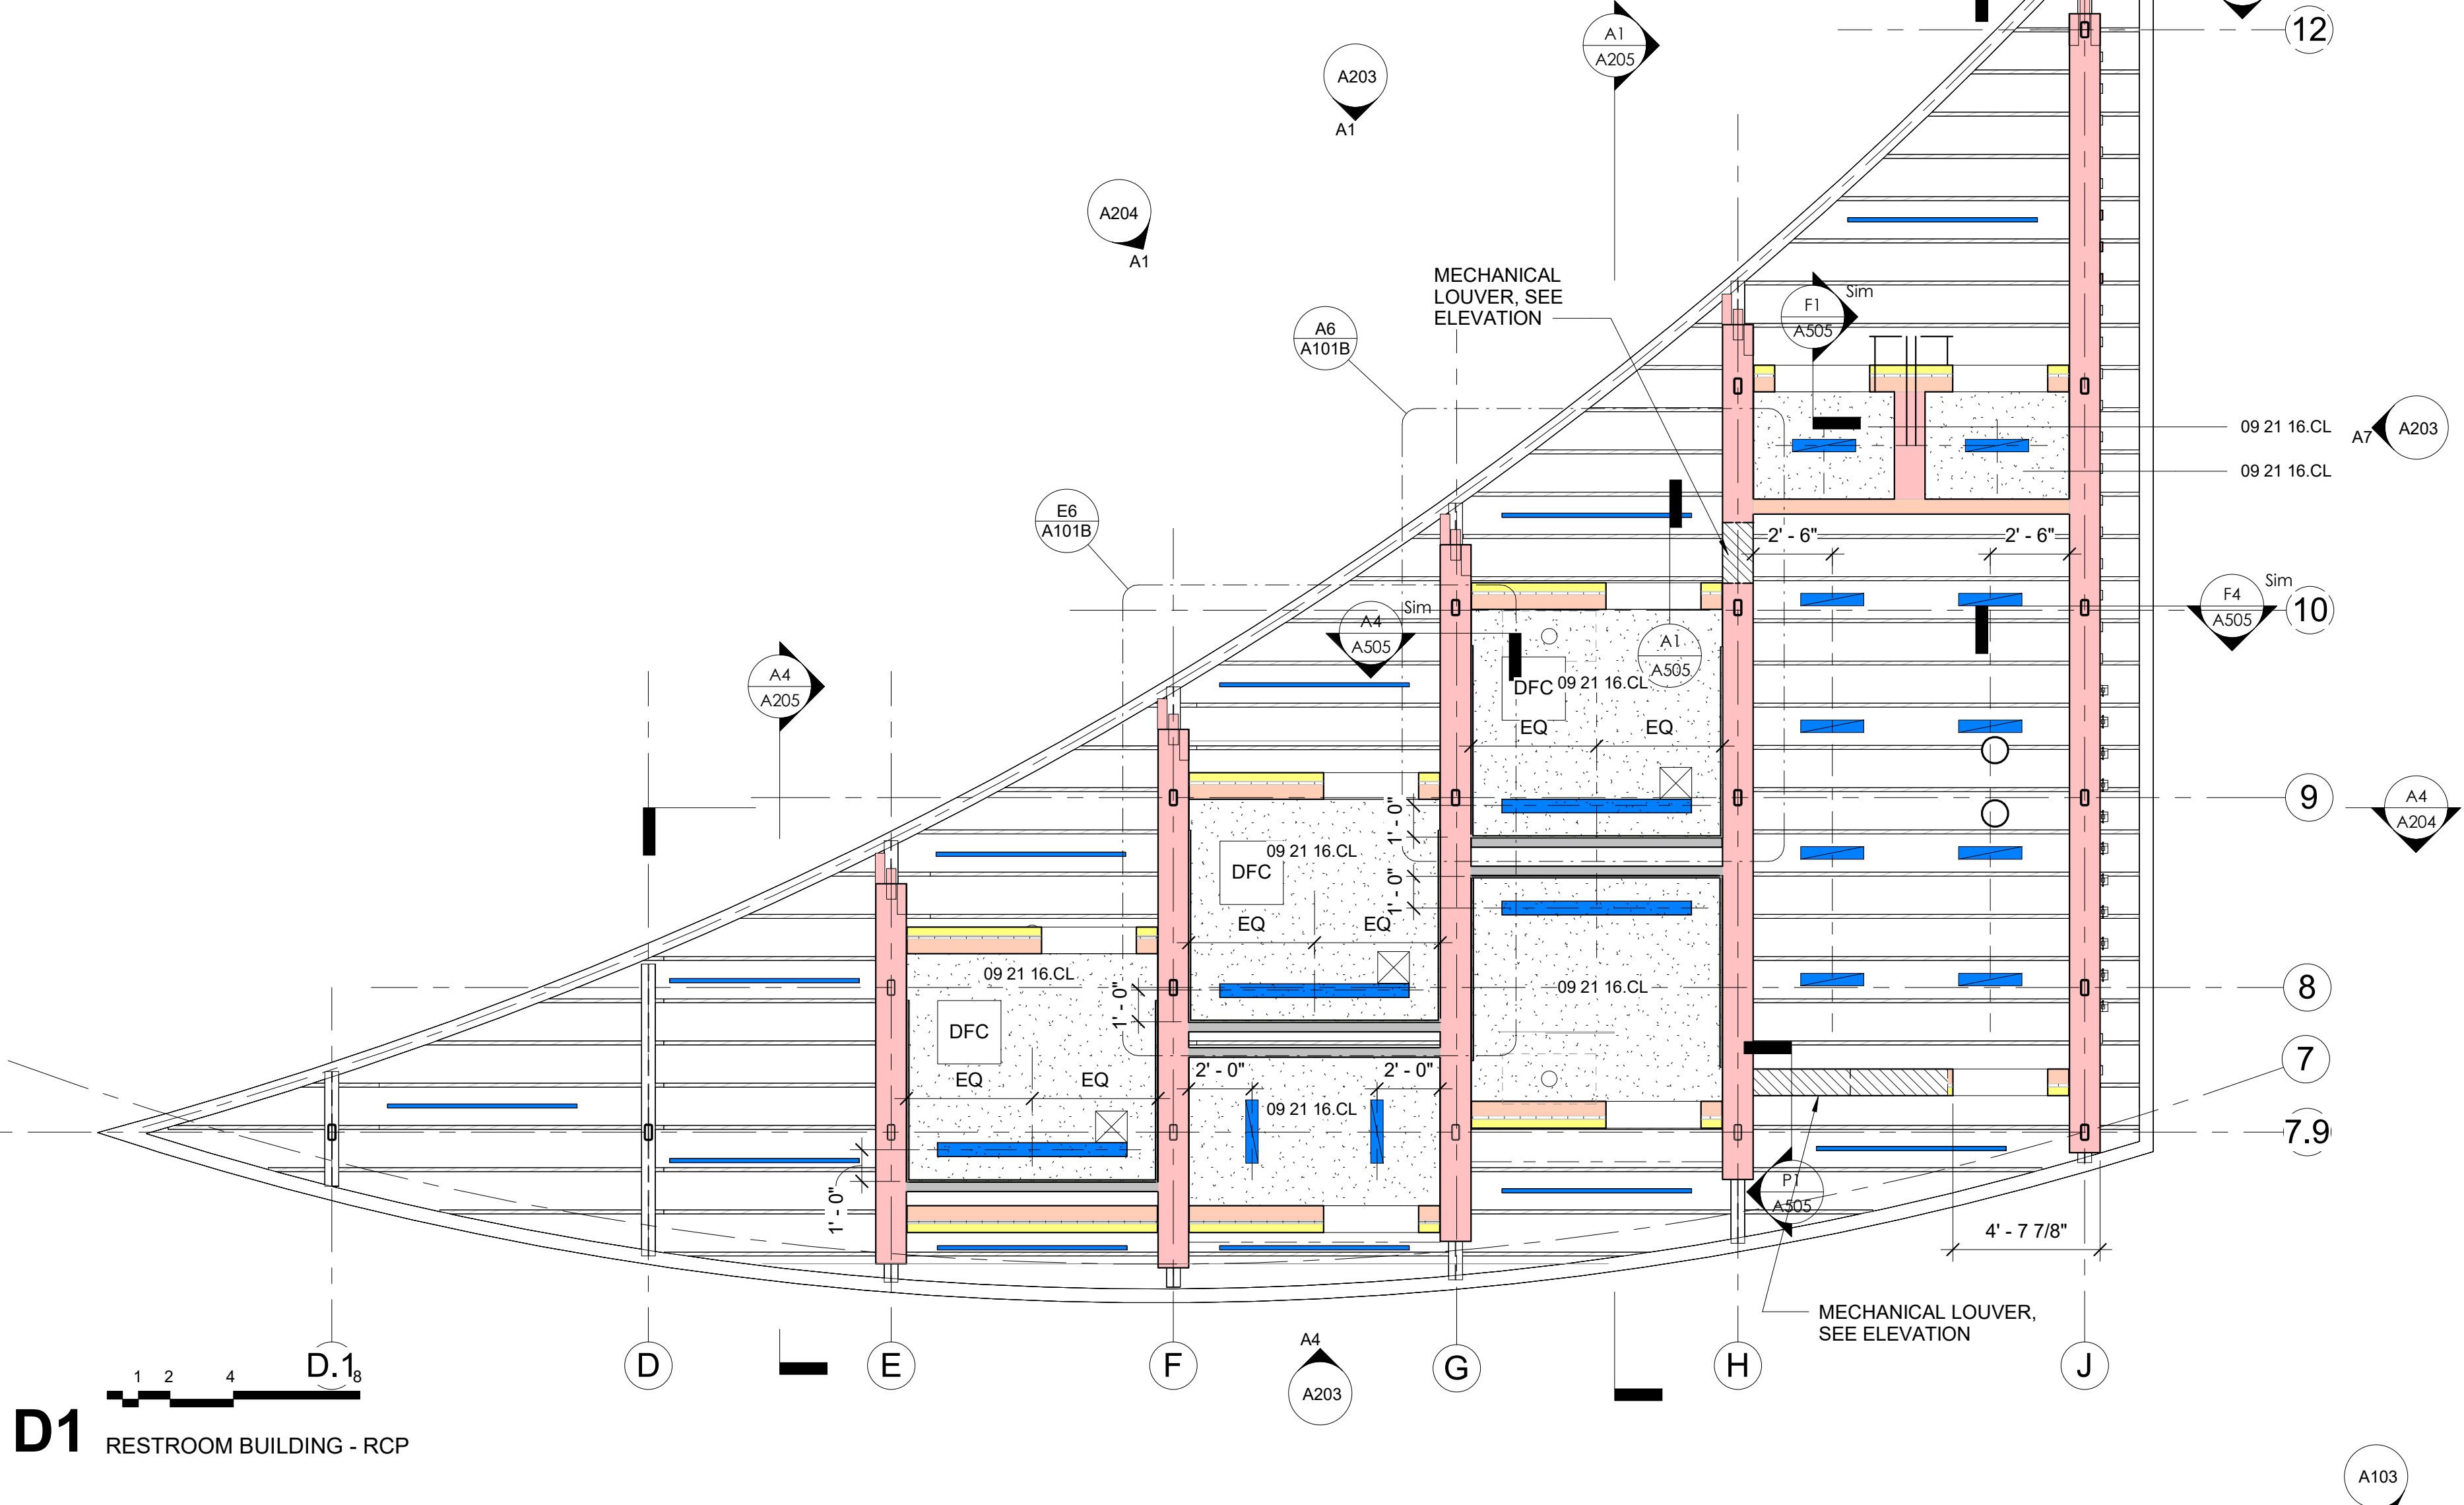 12
A1
A205
A203
A1
A204
A1
MECHANICAL
LOUVER, SEE
ELEVATION
F1
A505
Sim
A6
A101B
09 21 16.CL
A7
A203
09 21 16.CL
E6
A101B
2' - 6"
2' - 6"
Sim
F4
A505
10
A4
A505
Sim
A1
A505
DFC
09 21 16.CL
EQ
EQ
A4
A205
1' - 0"
9
A4
A204
09 21 16.CL
DFC
1' - 0"
EQ
EQ
09 21 16.CL
1' - 0"
09 21 16.CL
8
DFC
EQ
EQ
2' - 0"
2' - 0"
09 21 16.CL
7
7.9
1' - 0"
P1
A505
4' - 7 7/8"
MECHANICAL LOUVER,
SEE ELEVATION
D.1
D
E
F
G
H
J
A4
A203
1 2 4 8
D1
RESTROOM BUILDING - RCP
A103